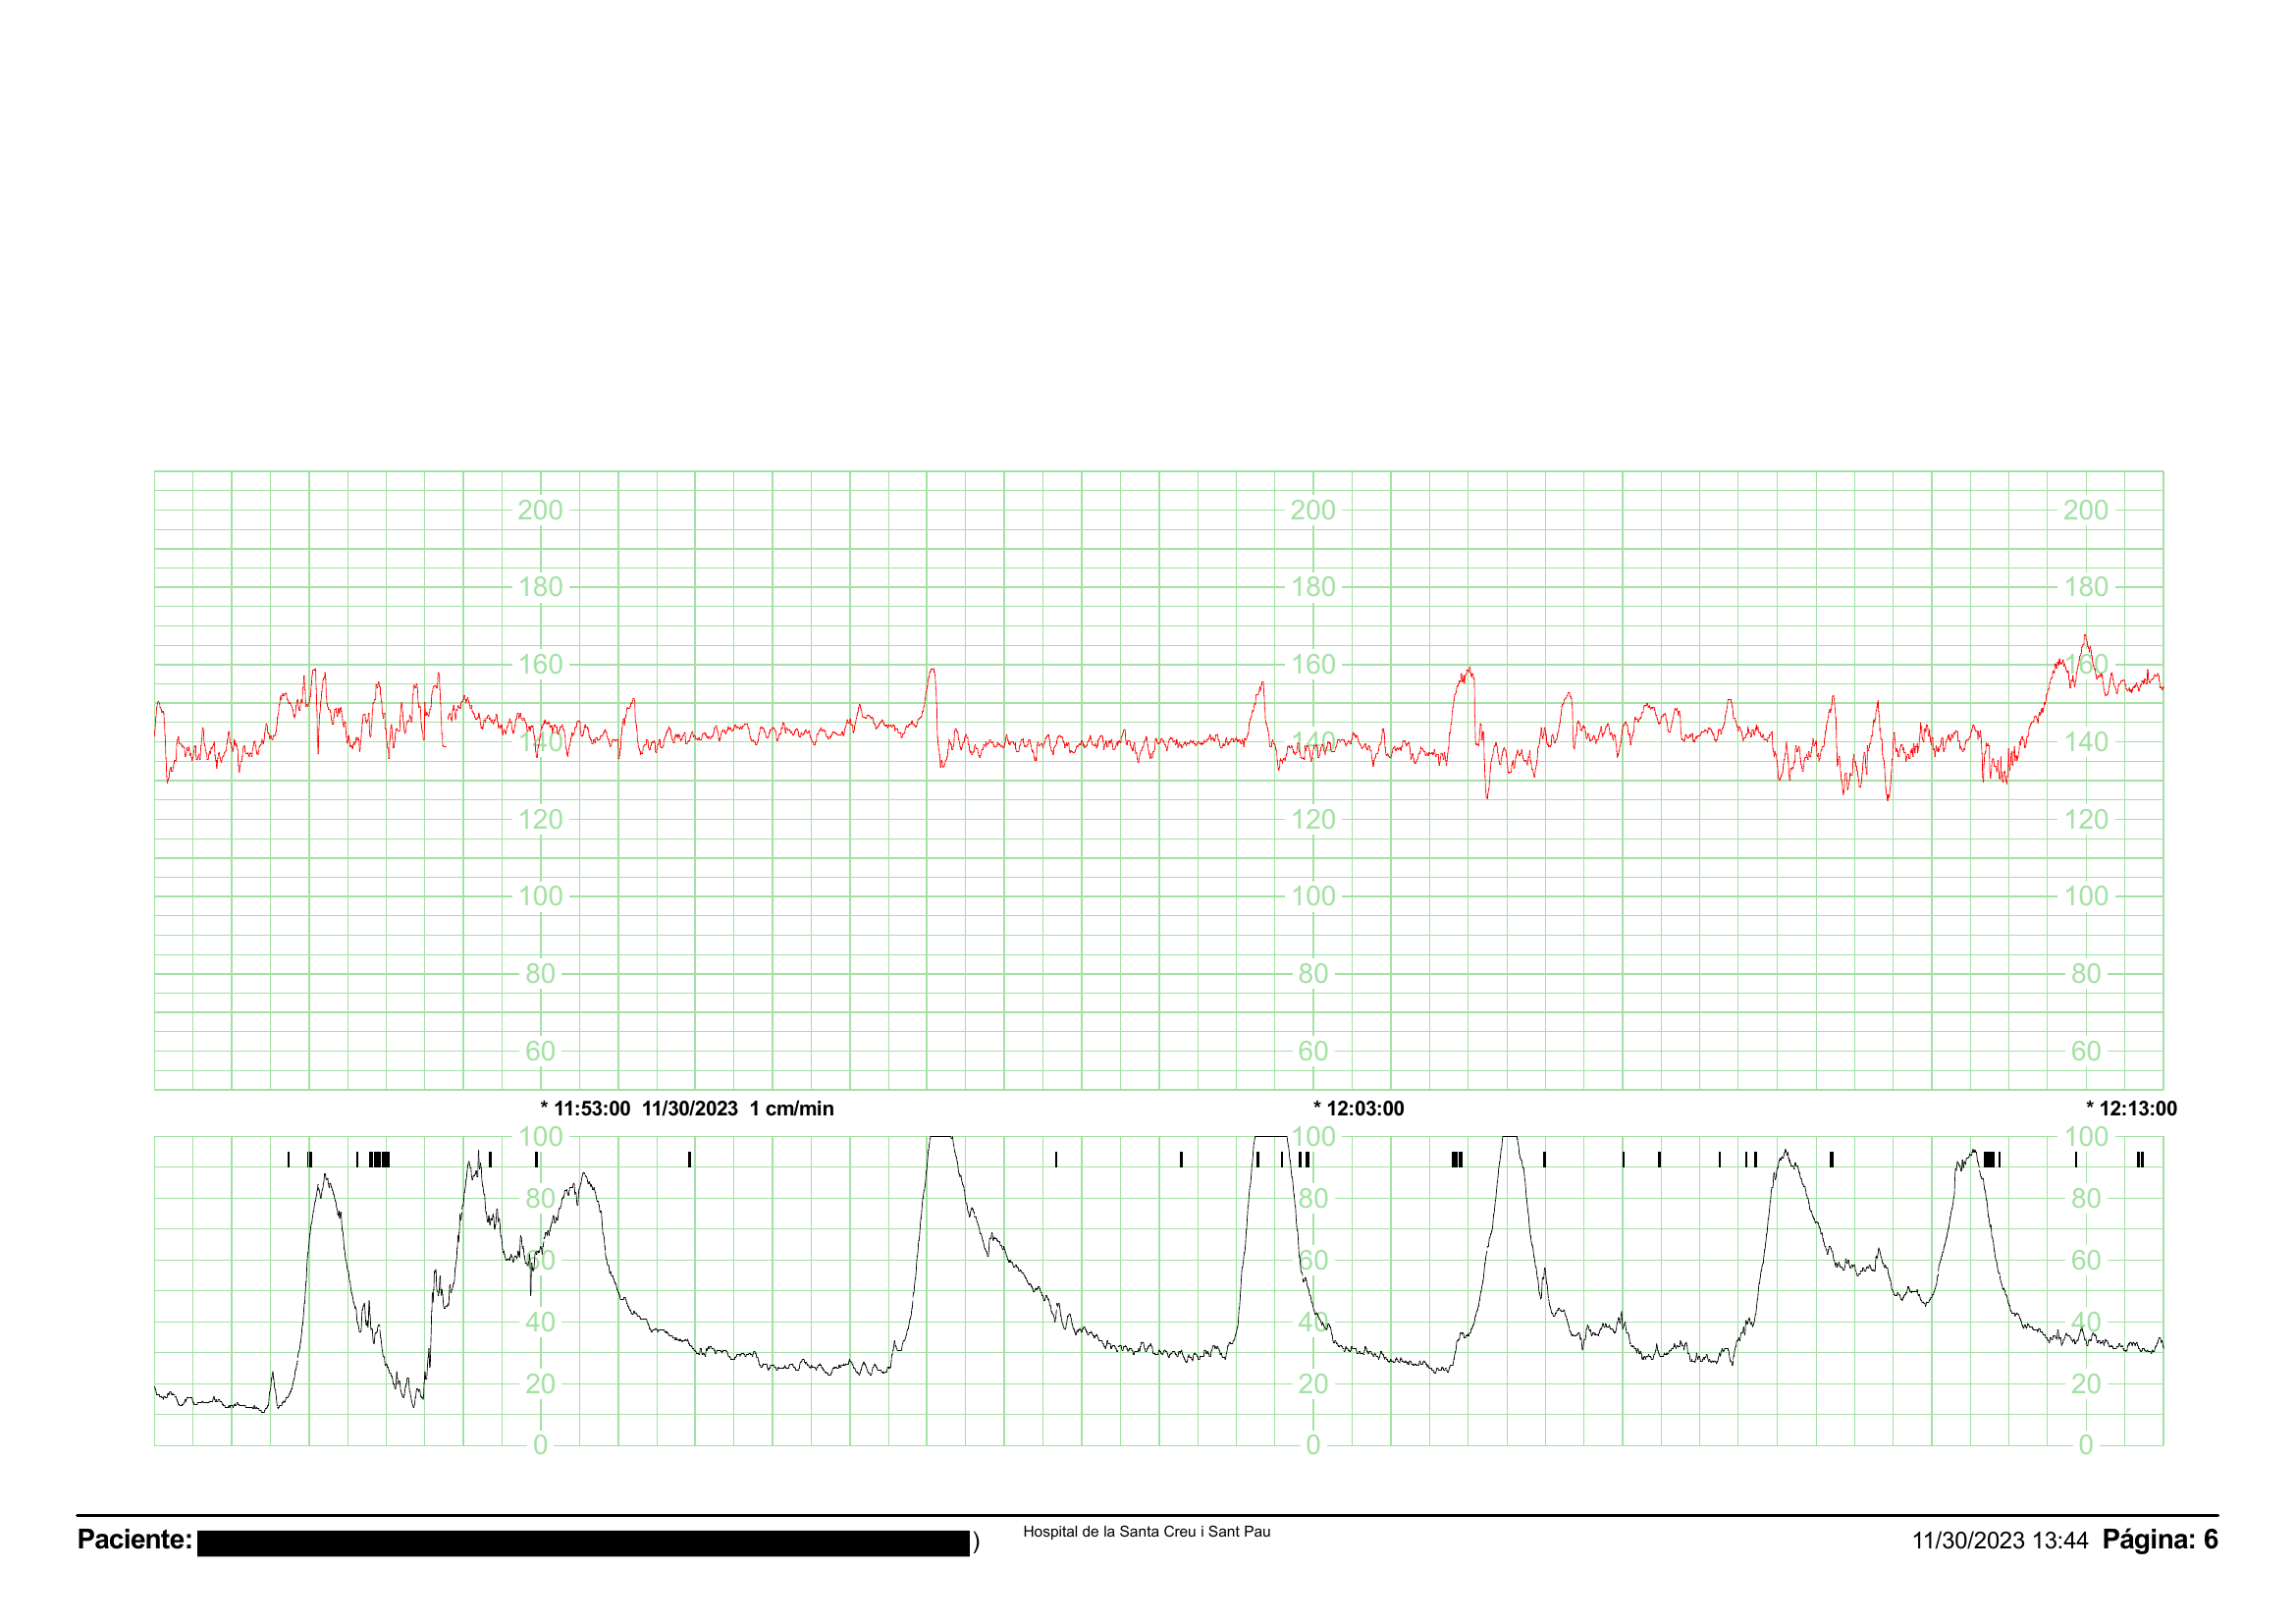 200 200 200
180 180 180
160 160 160
140 140 140
120 120 120
100 100 100
80 80 80
60 60 60
* 11:53:00 11/30/2023 1 cm/min * 12:03:00 * 12:13:00
100 100 100
80 80 80
60 60 60
40 40 40
20 20 20
0 0 0
Paciente: ) Hospital de la Santa Creu i Sant Pau 11/30/2023 13:44 Página: 6